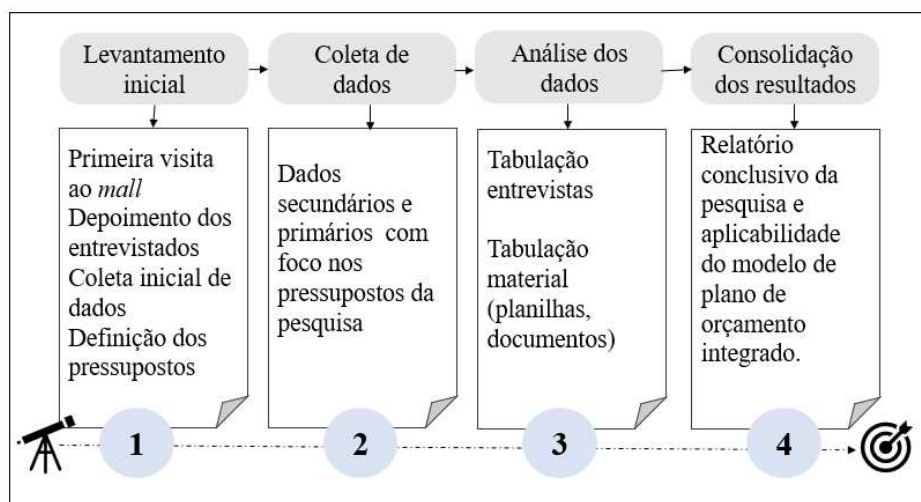 Levantamento
inicial
Coleta de
dados
Análise dos
dados
Consolidação
dos resultados
Primeira visita
ao mall
Depoimento dos
entrevistados
Coleta inicial de
dados
Definição dos
pressupostos
Dados
secundários e
primários com
foco nos
pressupostos da
pesquisa
Tabulação
entrevistas
Tabulação
material
(planilhas,
documentos)
Relatório
conclusivo da
pesquisa e
aplicabilidade
do modelo de
plano de
orçamento
integrado.
1
2
3
4